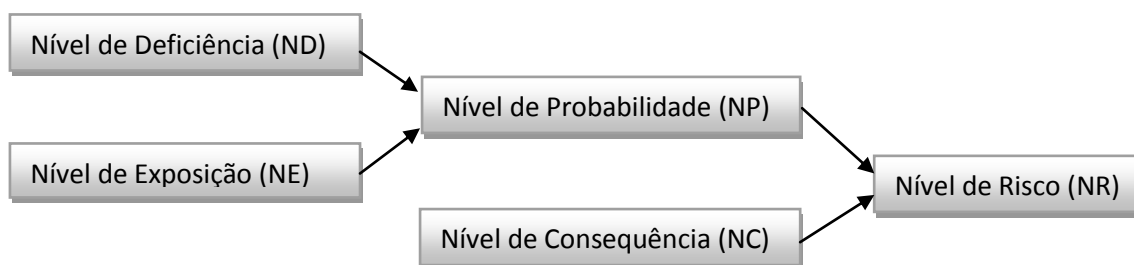 Nível de Deficiência (ND)
Nível de Probabilidade (NP)
Nível de Exposição (NE)
Nível de Risco (NR)
Nível de Consequência (NC)